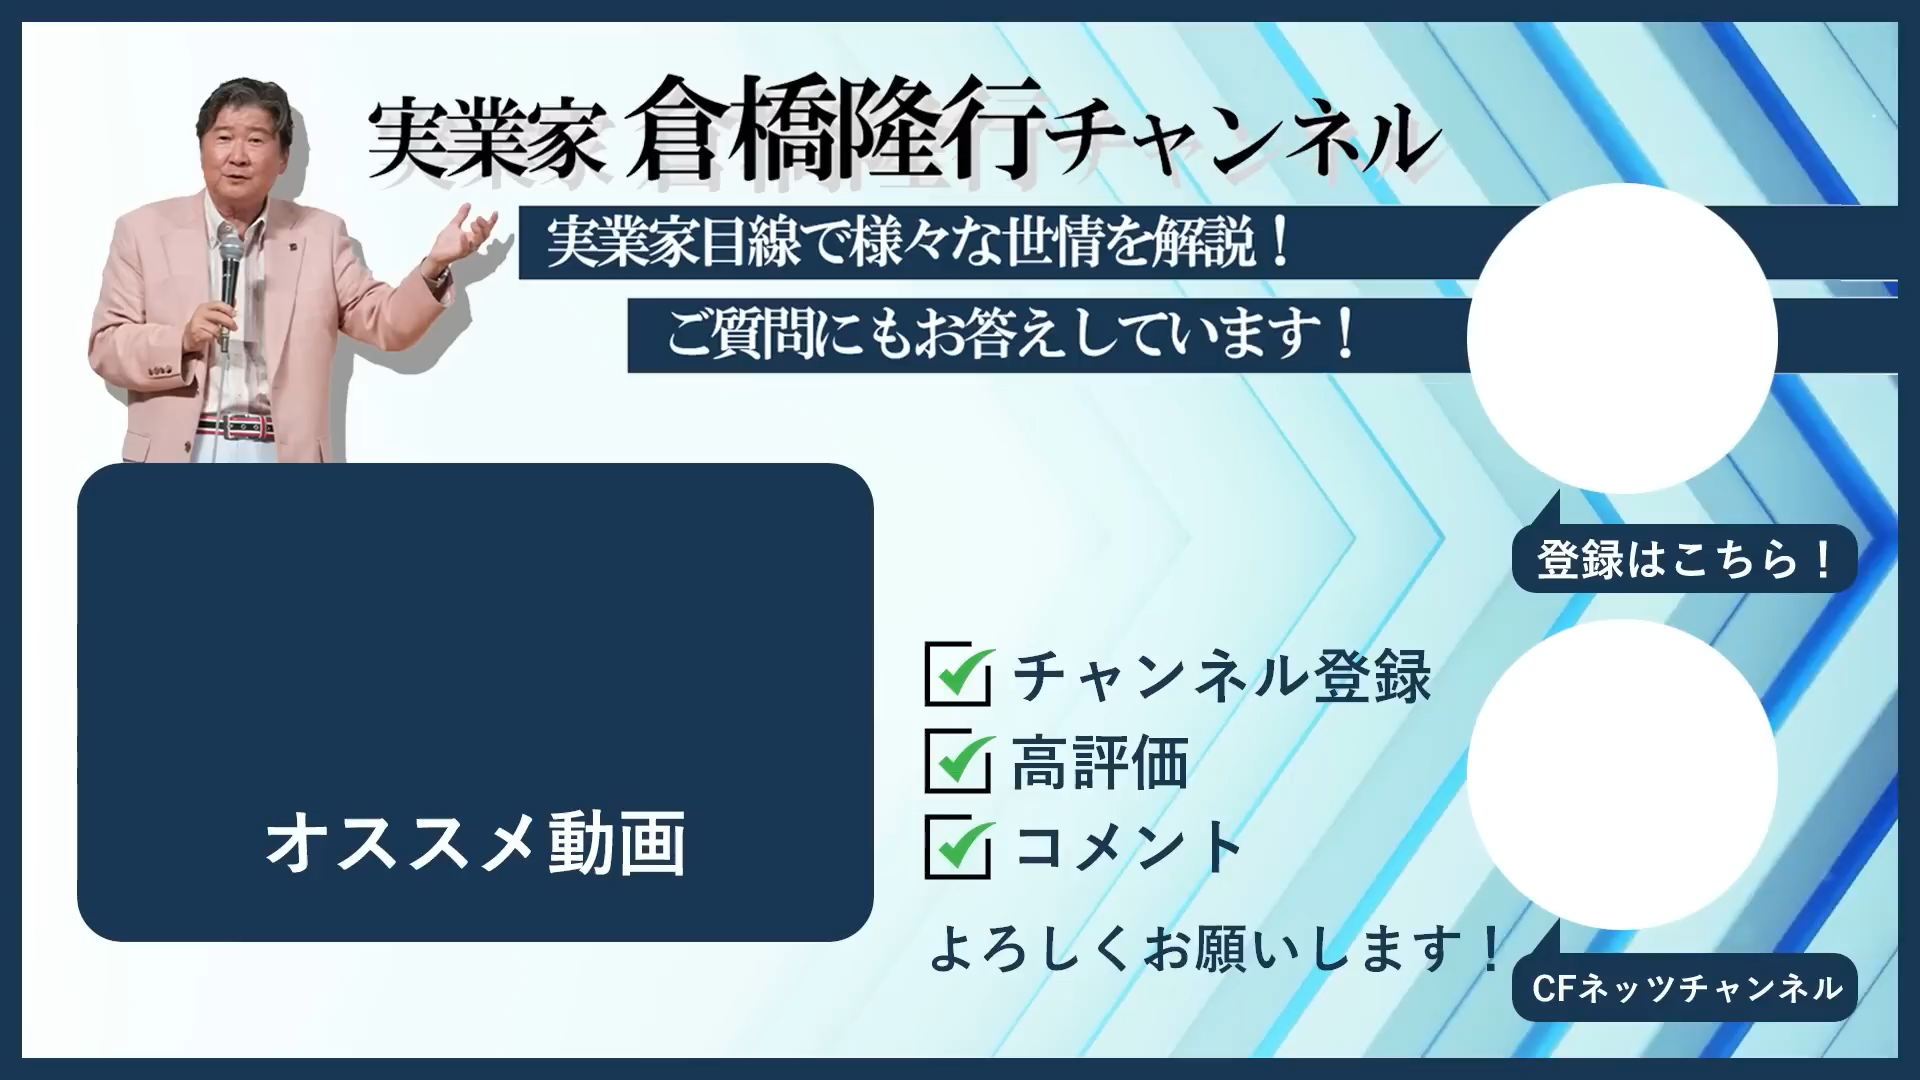 実業家 倉橋隆行チャンネル
実業家目線で様々な世情を解説！
ご質問にもお答えしています！
登録はこちら！
チャンネル登録
高評価
コメント
オススメ動画
よろしくお願いします！
CFネッツチャンネル